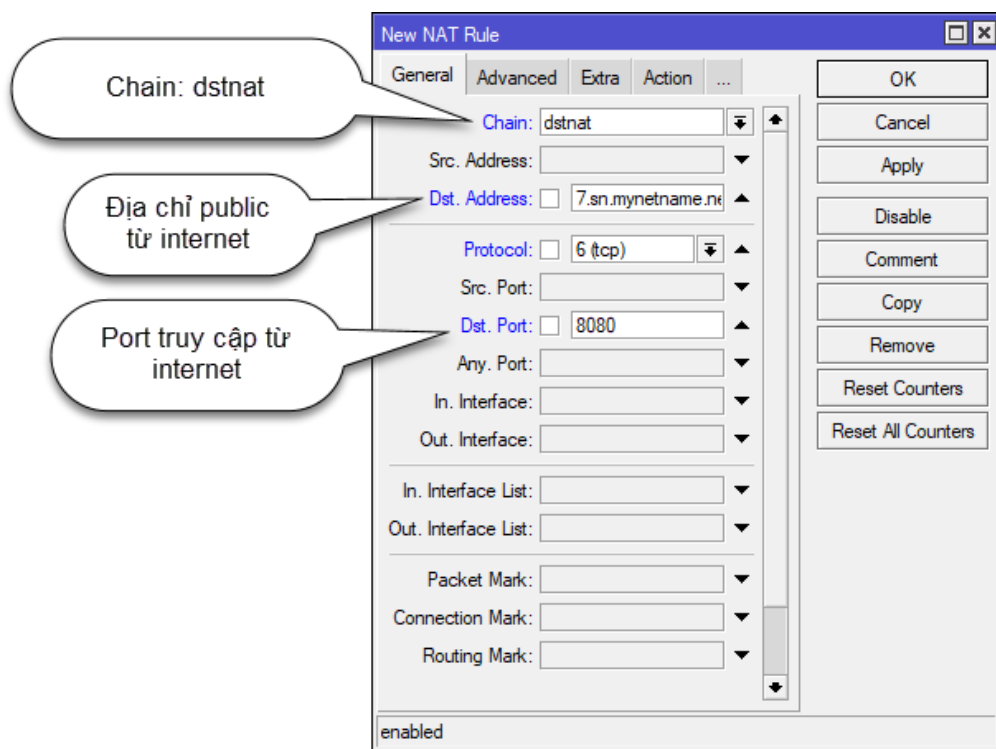 New NAT Rule
General Advanced Extra Action ...
Chain: dstnat
Chain: dstnat
Src. Address:
Địa chỉ public
từ internet
Dst. Address: 7.sn.mynetname.ne
Protocol: 6 (tcp)
Src. Port:
Port truy cập từ
internet
Dst. Port: 8080
Any. Port:
In. Interface:
Out. Interface:
In. Interface List:
Out. Interface List:
Packet Mark:
Connection Mark:
Routing Mark:
OK
Cancel
Apply
Disable
Comment
Copy
Remove
Reset Counters
Reset All Counters
enabled